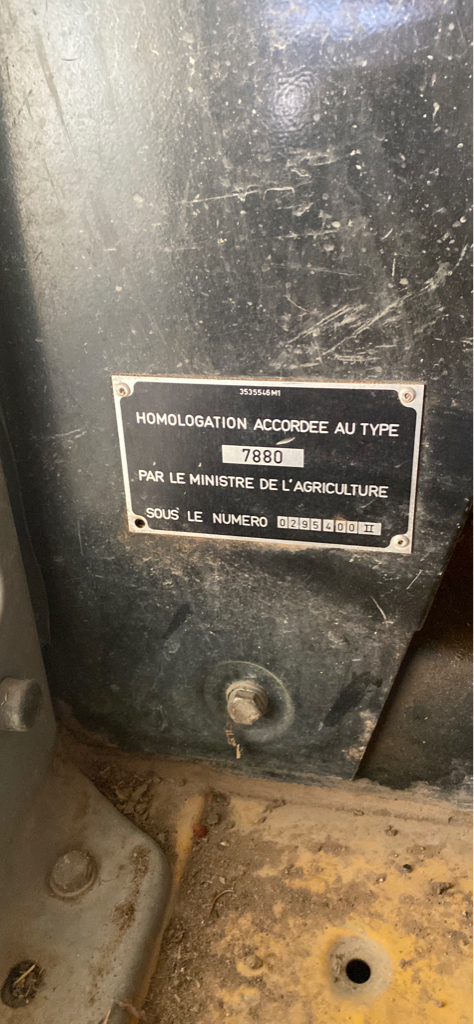 3535546M1
HOMOLOGATION ACCORDEE AU TYPE
7880
PAR LE MINISTRE DE L'AGRICULTURE
SOUS LE NUMERO 0295400 II